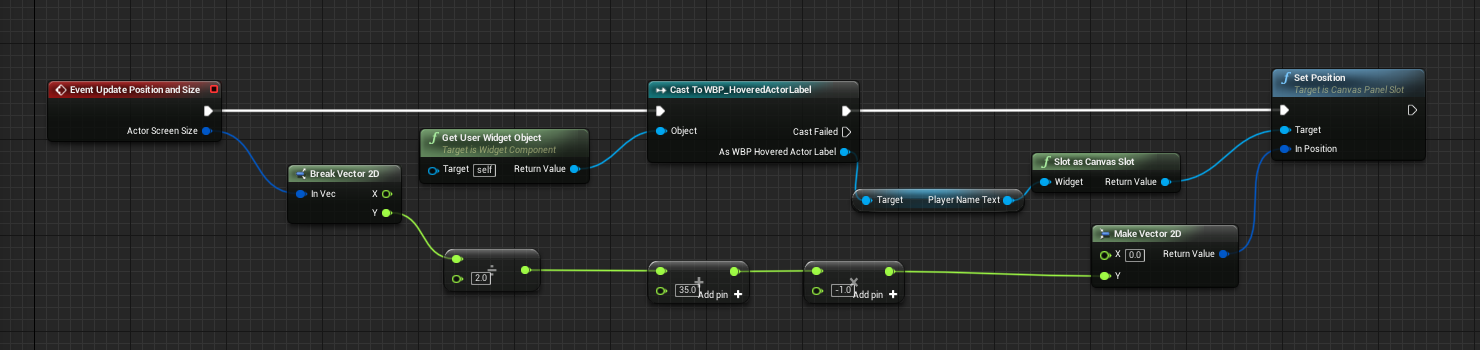 Event Update Position and Size
Actor Screen Size
Break Vector 2D
In Vec X
Y
Get User Widget Object
Target is Widget Component
Target self Return Value
2.0 ÷
Cast To WBP_HoveredActorLabel
Object
Cast Failed
As WBP Hovered Actor Label
Target Player Name Text
35.0 + Add pin +
-1.0 × Add pin +
Slot as Canvas Slot
Widget Return Value
Make Vector 2D
X 0.0 Return Value
Y
Set Position
Target is Canvas Panel Slot
Target
In Position